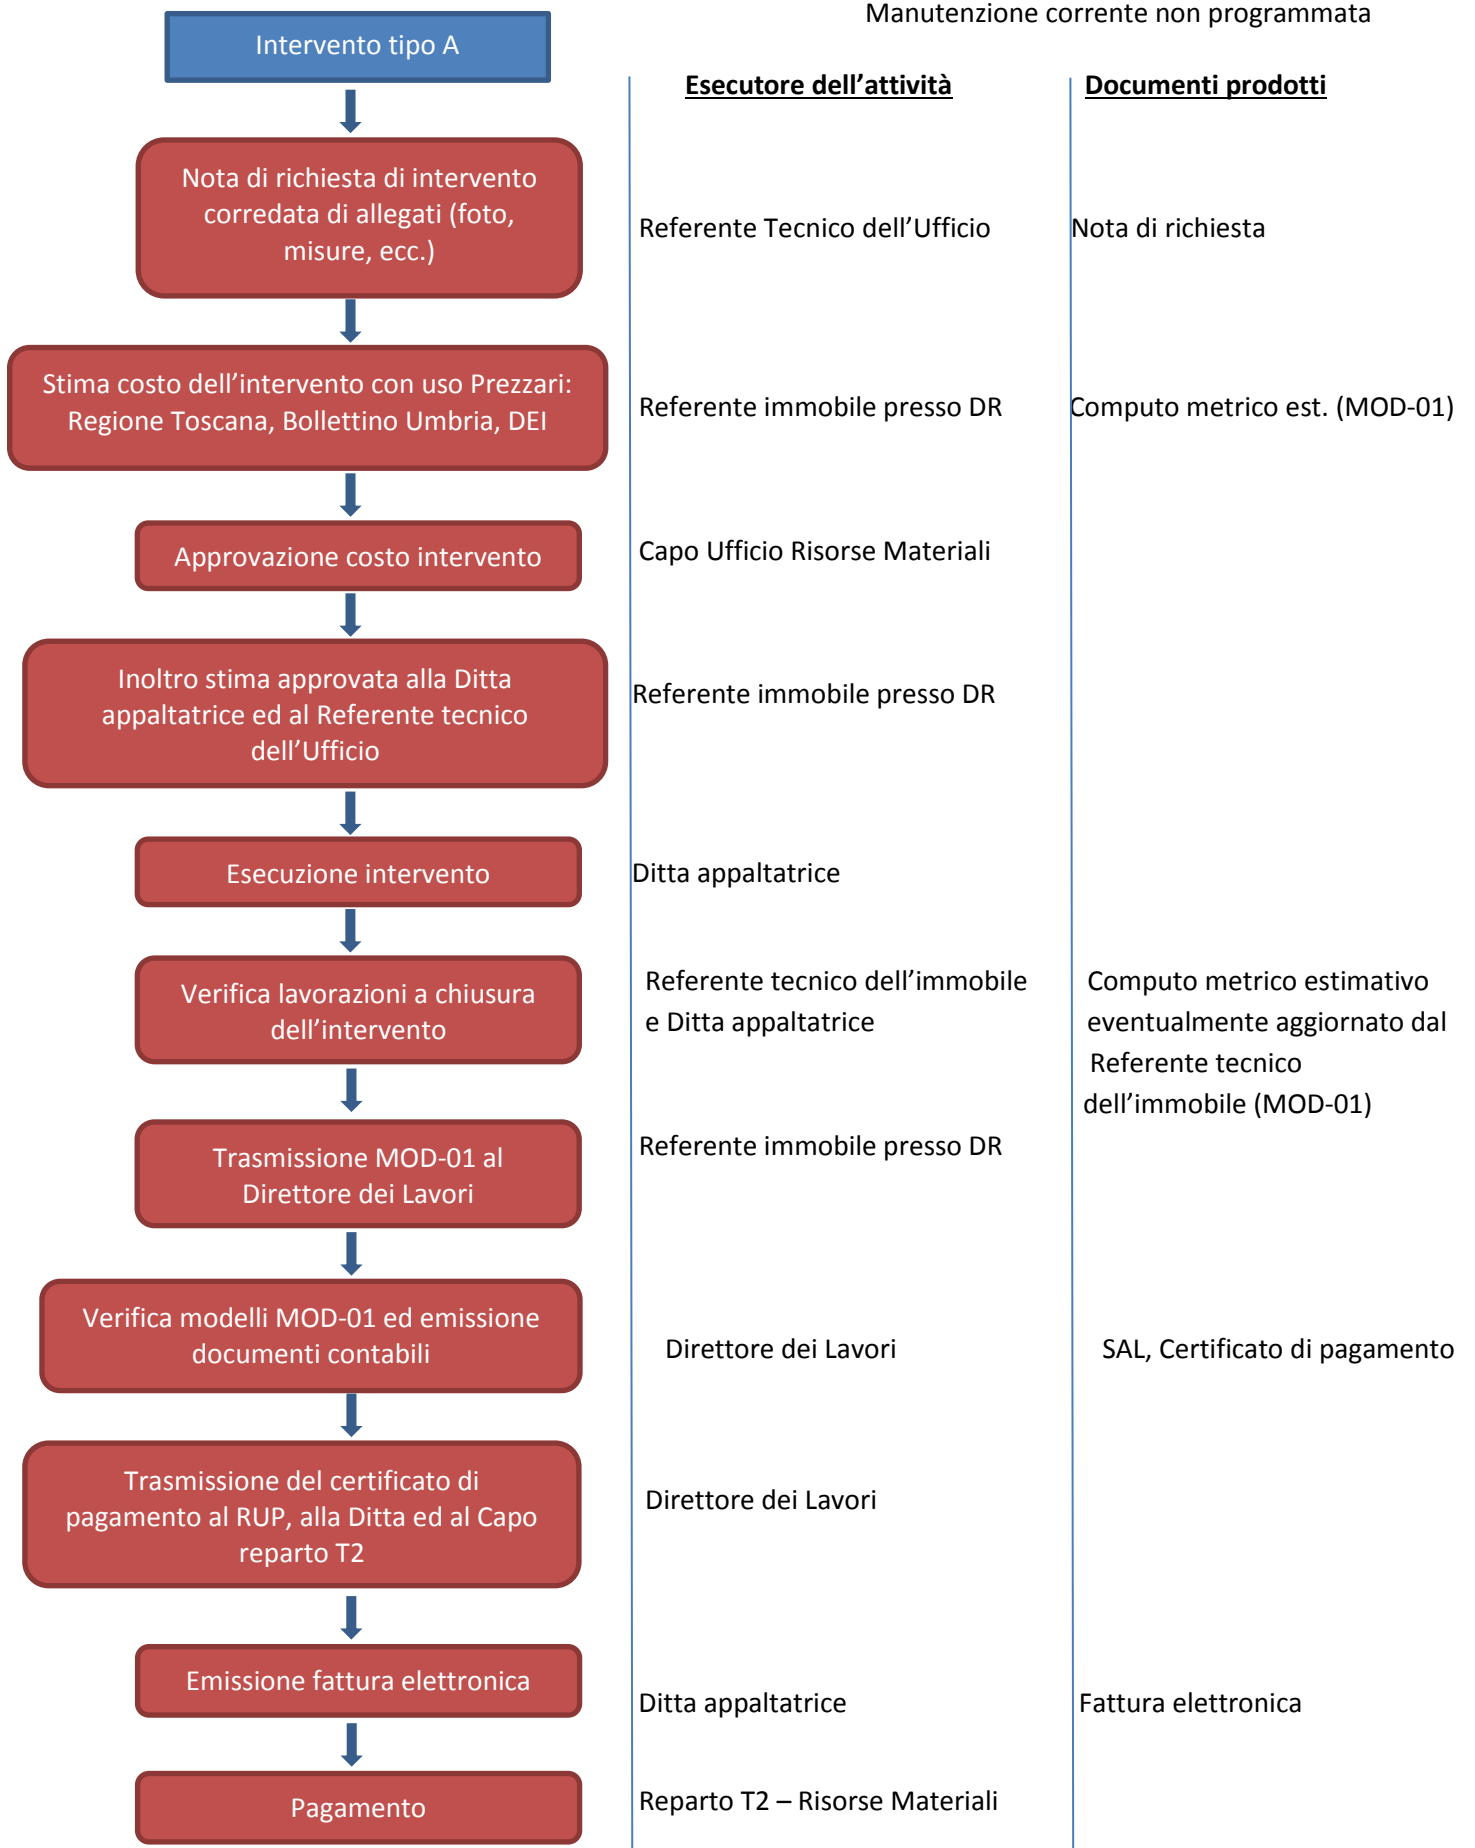 Manutenzione corrente non programmata
Intervento tipo A
Esecutore dell’attività
Documenti prodotti
Nota di richiesta di intervento
corredata di allegati (foto,
misure, ecc.)
Referente Tecnico dell’Ufficio
Nota di richiesta
Stima costo dell’intervento con uso Prezzari:
Regione Toscana, Bollettino Umbria, DEI
Referente immobile presso DR
Computo metrico est. (MOD-01)
Approvazione costo intervento
Capo Ufficio Risorse Materiali
Inoltro stima approvata alla Ditta
appaltatrice ed al Referente tecnico
dell’Ufficio
Referente immobile presso DR
Esecuzione intervento
Ditta appaltatrice
Verifica lavorazioni a chiusura
dell’intervento
Referente tecnico dell’immobile
e Ditta appaltatrice
Computo metrico estimativo
eventualmente aggiornato dal
Referente tecnico
dell’immobile (MOD-01)
Trasmissione MOD-01 al
Direttore dei Lavori
Referente immobile presso DR
Verifica modelli MOD-01 ed emissione
documenti contabili
Direttore dei Lavori
SAL, Certificato di pagamento
Trasmissione del certificato di
pagamento al RUP, alla Ditta ed al Capo
reparto T2
Direttore dei Lavori
Emissione fattura elettronica
Ditta appaltatrice
Fattura elettronica
Pagamento
Reparto T2 – Risorse Materiali